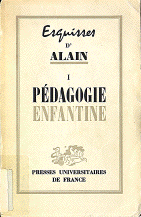 Esquisses
D'
ALAIN
I
PÉDAGOGIE
ENFANTINE
PRESSES UNIVERSITAIRES
DE FRANCE